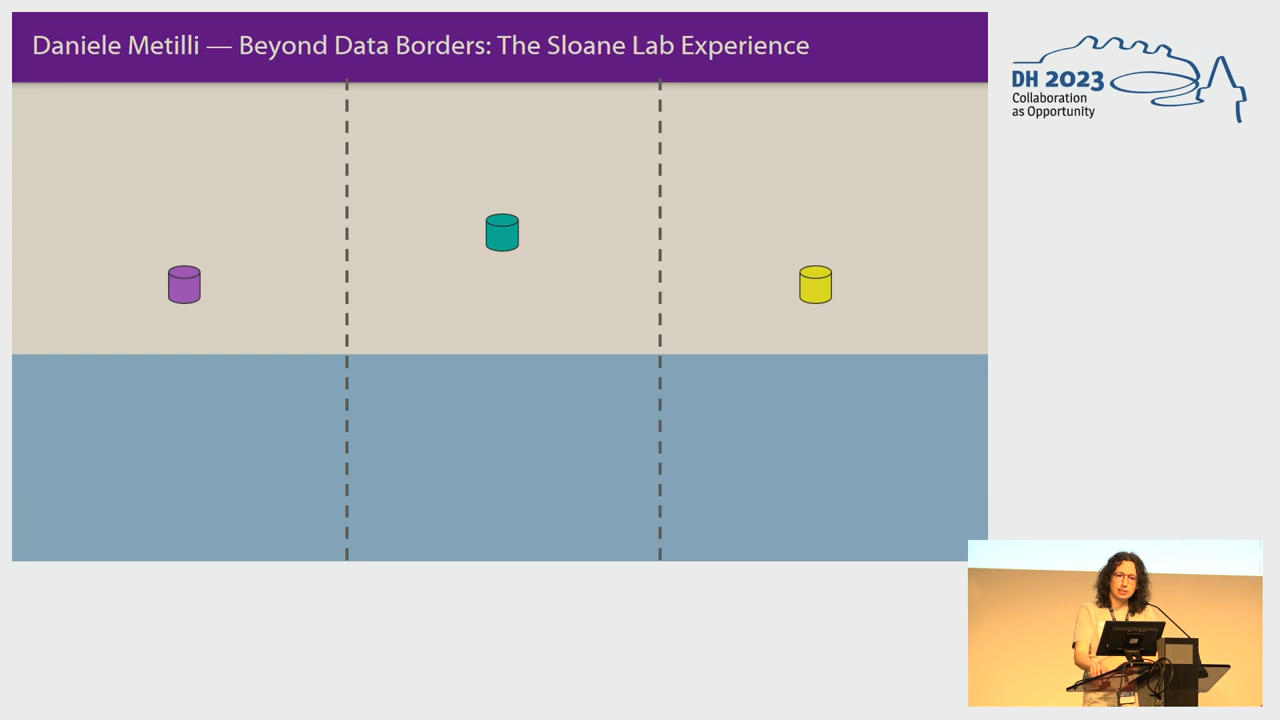 Daniele Metilli — Beyond Data Borders: The Sloane Lab Experience
DH 2023
Collaboration
as Opportunity